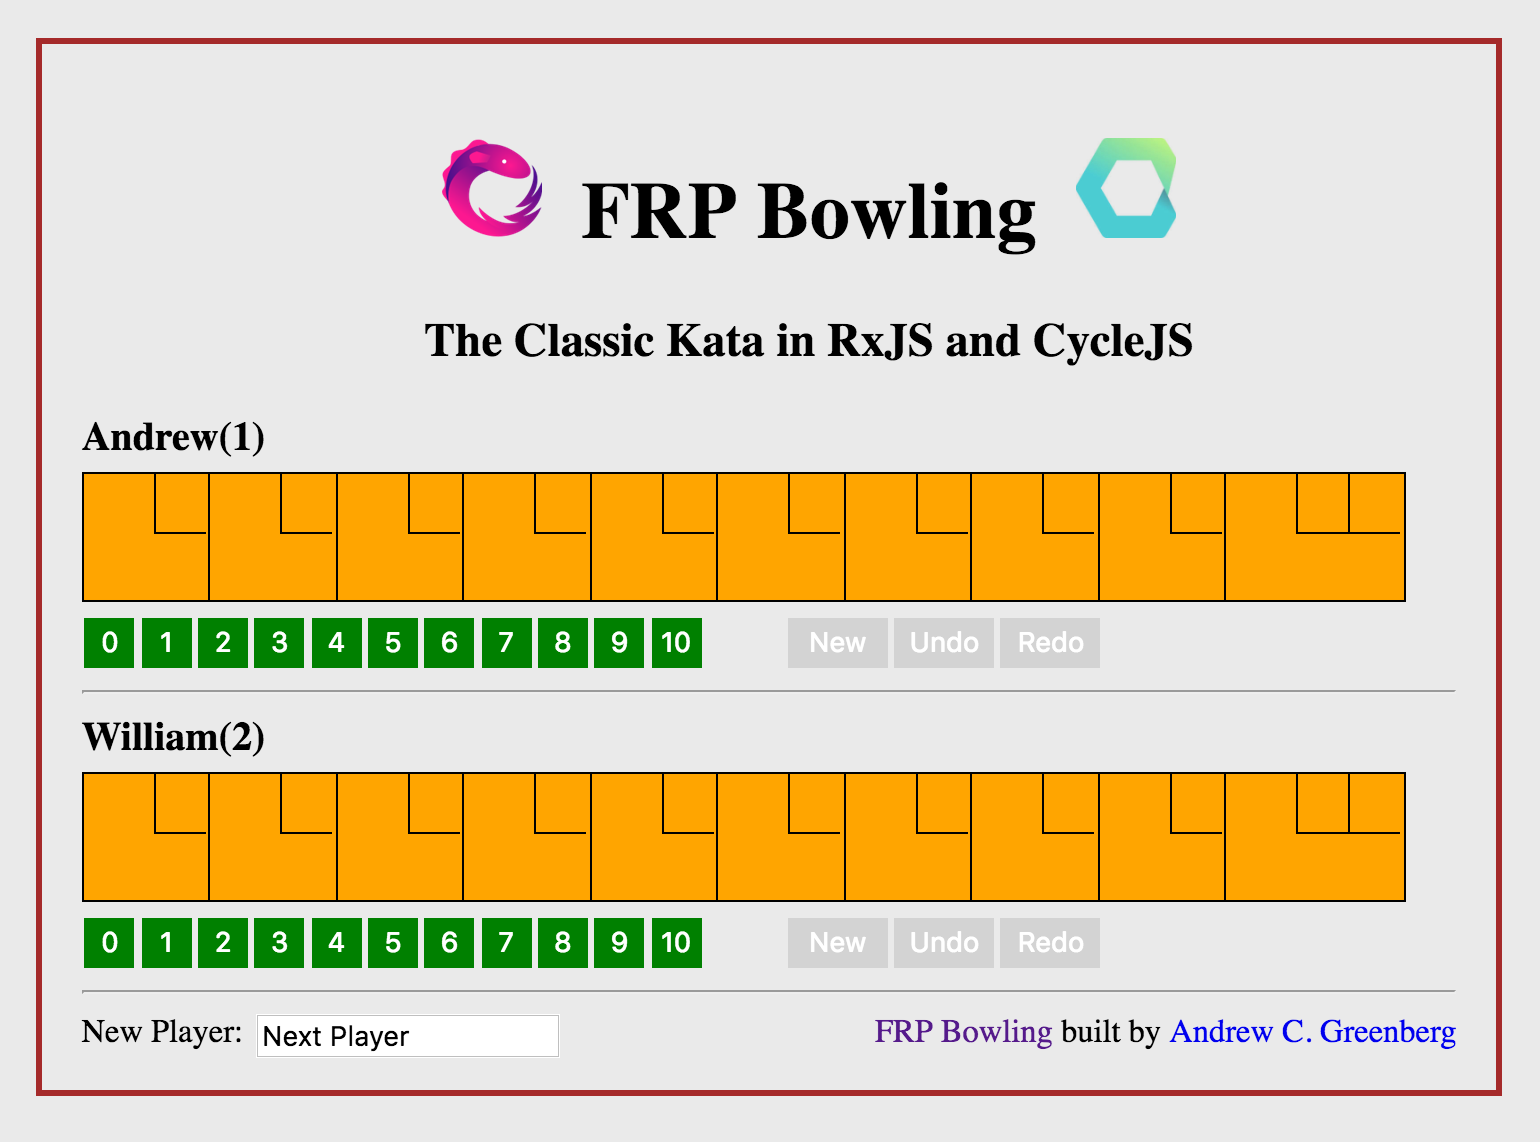 FRP Bowling
The Classic Kata in RxJS and CycleJS
Andrew(1)
0 1 2 3 4 5 6 7 8 9 10 New Undo Redo
William(2)
0 1 2 3 4 5 6 7 8 9 10 New Undo Redo
New Player: Next Player FRP Bowling built by Andrew C. Greenberg